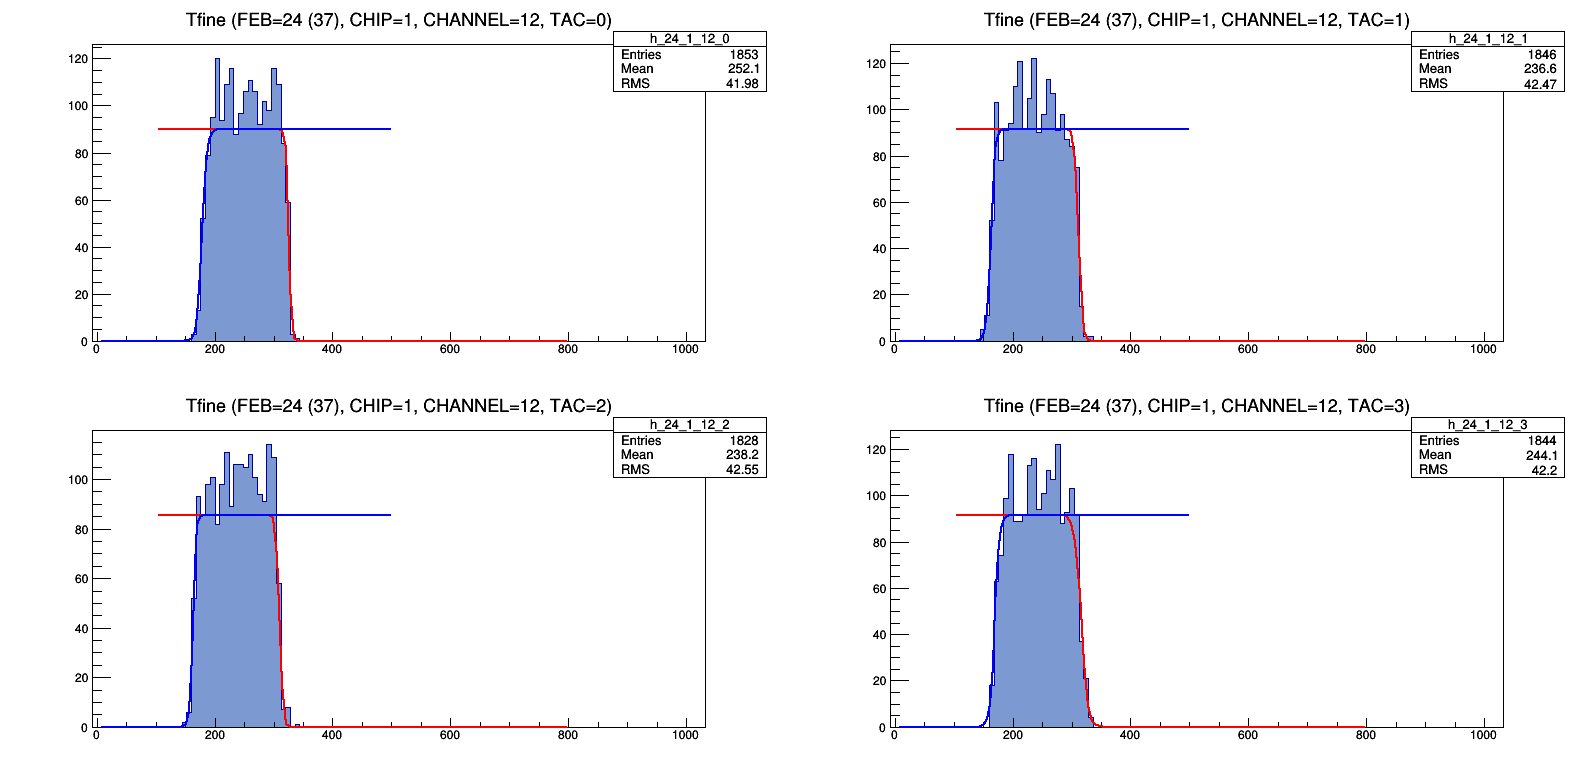 Tfine (FEB=24 (37), CHIP=1, CHANNEL=12, TAC=0)
h_24_1_12_0
Entries 1853
Mean 252.1
RMS 41.98
120
100
80
60
40
20
0
0 200 400 600 800 1000
Tfine (FEB=24 (37), CHIP=1, CHANNEL=12, TAC=1)
h_24_1_12_1
Entries 1846
Mean 236.6
RMS 42.47
120
100
80
60
40
20
0
0 200 400 600 800 1000
Tfine (FEB=24 (37), CHIP=1, CHANNEL=12, TAC=2)
h_24_1_12_2
Entries 1828
Mean 238.2
RMS 42.55
100
80
60
40
20
0
0 200 400 600 800 1000
Tfine (FEB=24 (37), CHIP=1, CHANNEL=12, TAC=3)
h_24_1_12_3
Entries 1844
Mean 244.1
RMS 42.2
120
100
80
60
40
20
0
0 200 400 600 800 1000